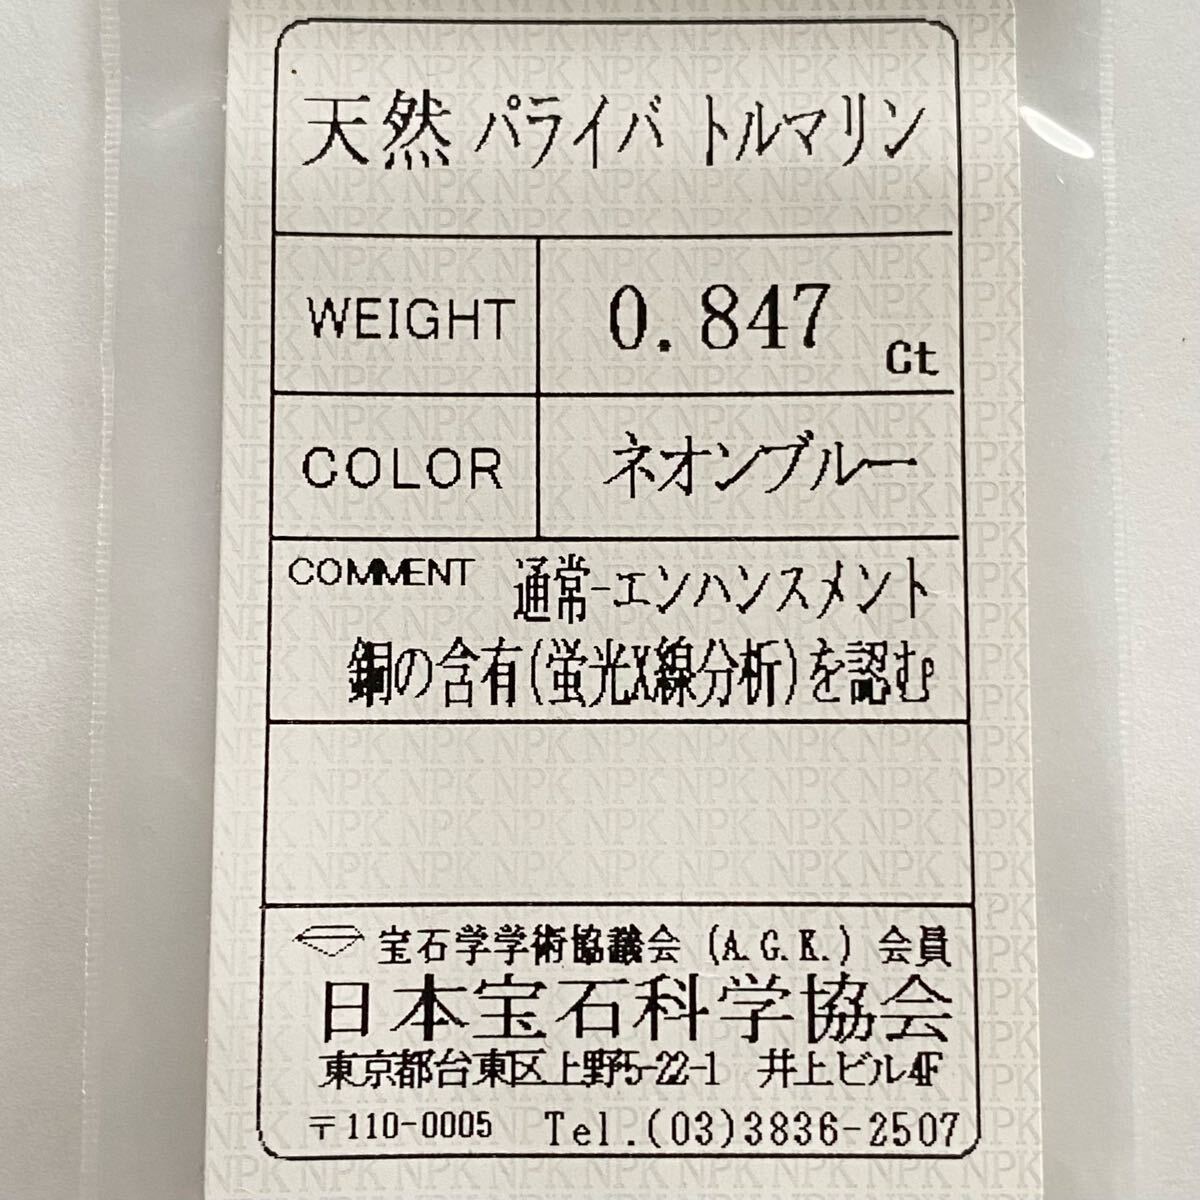 天然 パライバ トルマリン
WEIGHT 0.847 Ct
COLOR ネオンブルー
COMMENT 通常-エンハンスメント
銅の含有(蛍光X線分析)を認む。
宝石学学術協議会 (A.G.K.) 会員
日本宝石科学協会
東京都台東区上野5-22-1 井上ビル4F
〒110-0005 Tel.(03)3836-2507